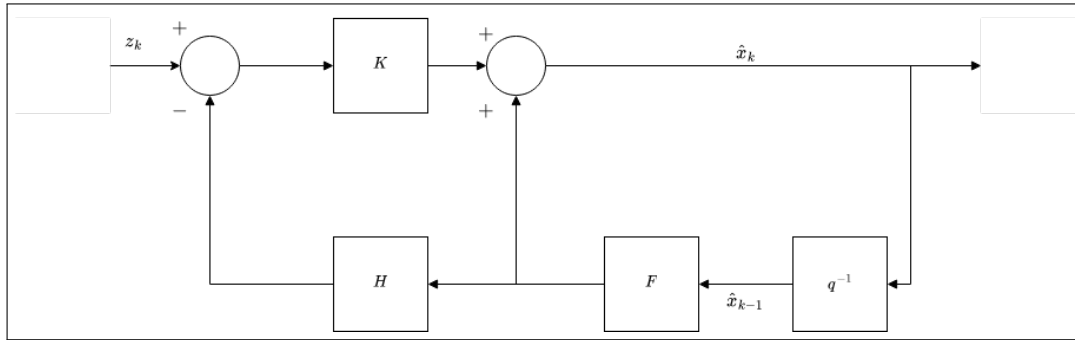 +
z_k
K
+
x̂_k
−
+
H
F
x̂_{k−1}
q^{−1}